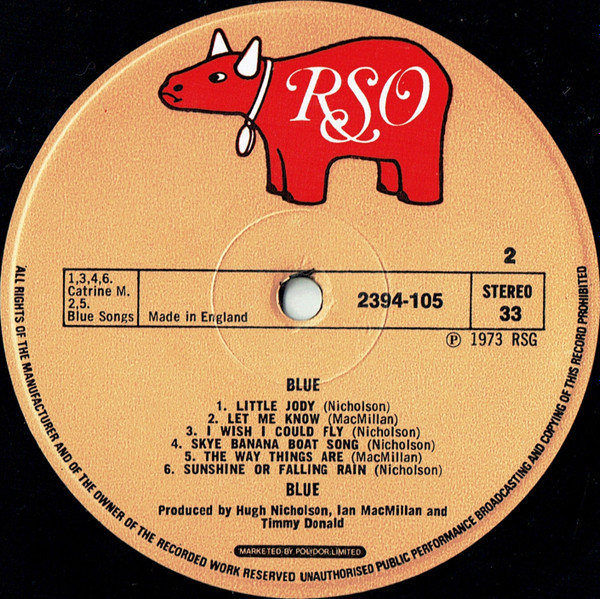 RSO
2
1,3,4,6.
Catrine M.
2,5.
Blue Songs
Made in England
2394-105
STEREO
33
Ⓟ 1973 RSG
BLUE
1. LITTLE JODY (Nicholson)
2. LET ME KNOW (MacMillan)
3. I WISH I COULD FLY (Nicholson)
4. SKYE BANANA BOAT SONG (Nicholson)
5. THE WAY THINGS ARE (MacMillan)
6. SUNSHINE OR FALLING RAIN (Nicholson)
BLUE
Produced by Hugh Nicholson, Ian MacMillan and
Timmy Donald
MARKETED BY POLYDOR LIMITED
ALL RIGHTS OF THE MANUFACTURER AND OF THE OWNER OF THE RECORDED WORK RESERVED UNAUTHORISED PUBLIC PERFORMANCE BROADCASTING AND COPYING OF THIS RECORD PROHIBITED